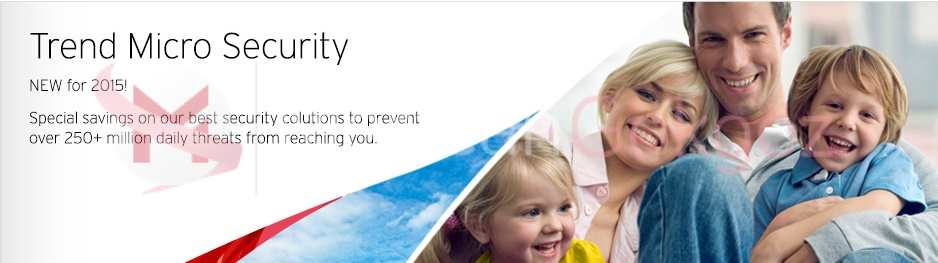 Trend Micro Security
NEW for 2015!
Special savings on our best security colutions to prevent
over 250+ million daily threats from reaching you.